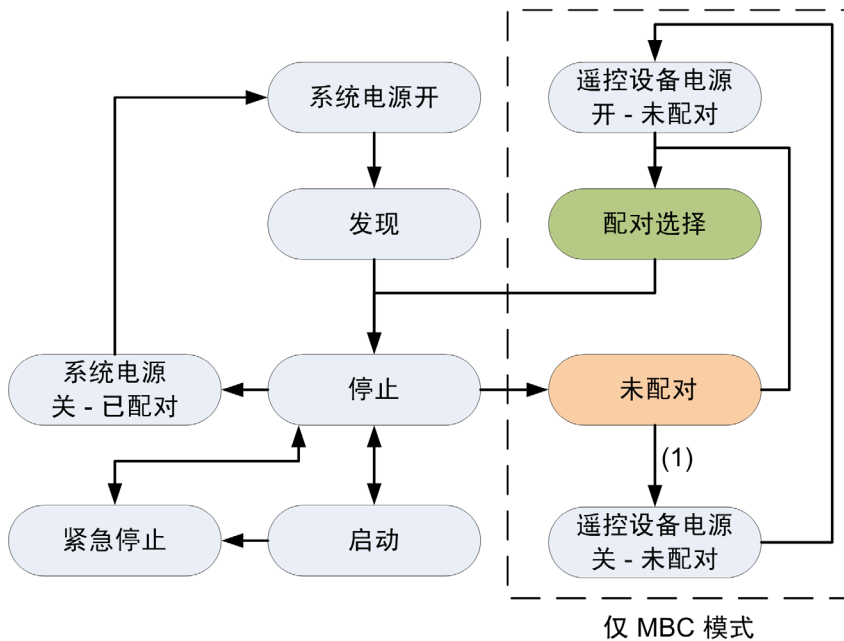 系统电源开
遥控设备电源
开 - 未配对
发现
配对选择
系统电源
关 - 已配对
停止
未配对
(1)
紧急停止
启动
遥控设备电源
关 - 未配对
仅 MBC 模式